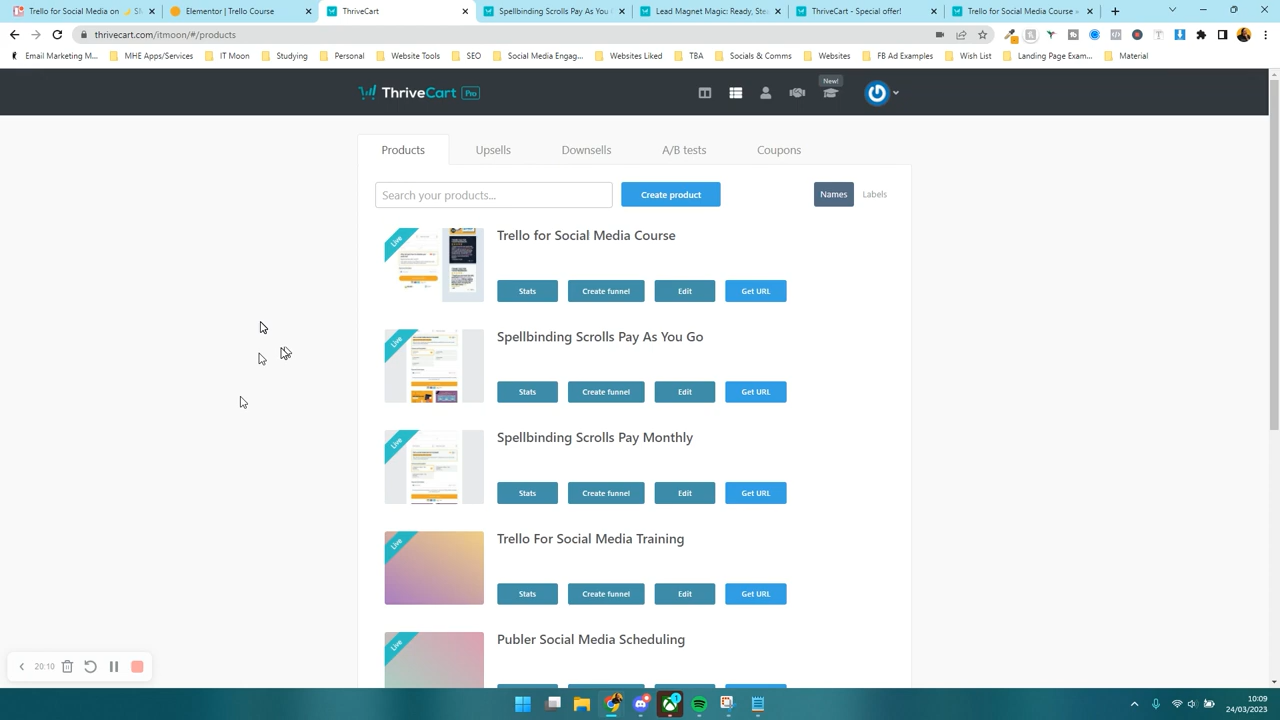 Trello for Social Media on 🌙 St
Elementor | Trello Course
ThriveCart
Spellbinding Scrolls Pay As You G
Lead Magnet Magic: Ready, Se
ThriveCart - Special offer!
Trello for Social Media Course »
thrivecart.com/itmoon/#/products
Email Marketing M...
MHE Apps/Services
IT Moon
Studying
Personal
Website Tools
SEO
Social Media Engag...
Websites Liked
TBA
Socials & Comms
Websites
FB Ad Examples
Wish List
Landing Page Exam...
Material
ThriveCart Pro
New!
Products
Upsells
Downsells
A/B tests
Coupons
Search your products...
Create product
Names
Labels
Live
Trello for Social Media Course
Stats
Create funnel
Edit
Get URL
Live
Spellbinding Scrolls Pay As You Go
Stats
Create funnel
Edit
Get URL
Live
Spellbinding Scrolls Pay Monthly
Stats
Create funnel
Edit
Get URL
Live
Trello For Social Media Training
Stats
Create funnel
Edit
Get URL
Live
Publer Social Media Scheduling
20:10
10:09
24/03/2023